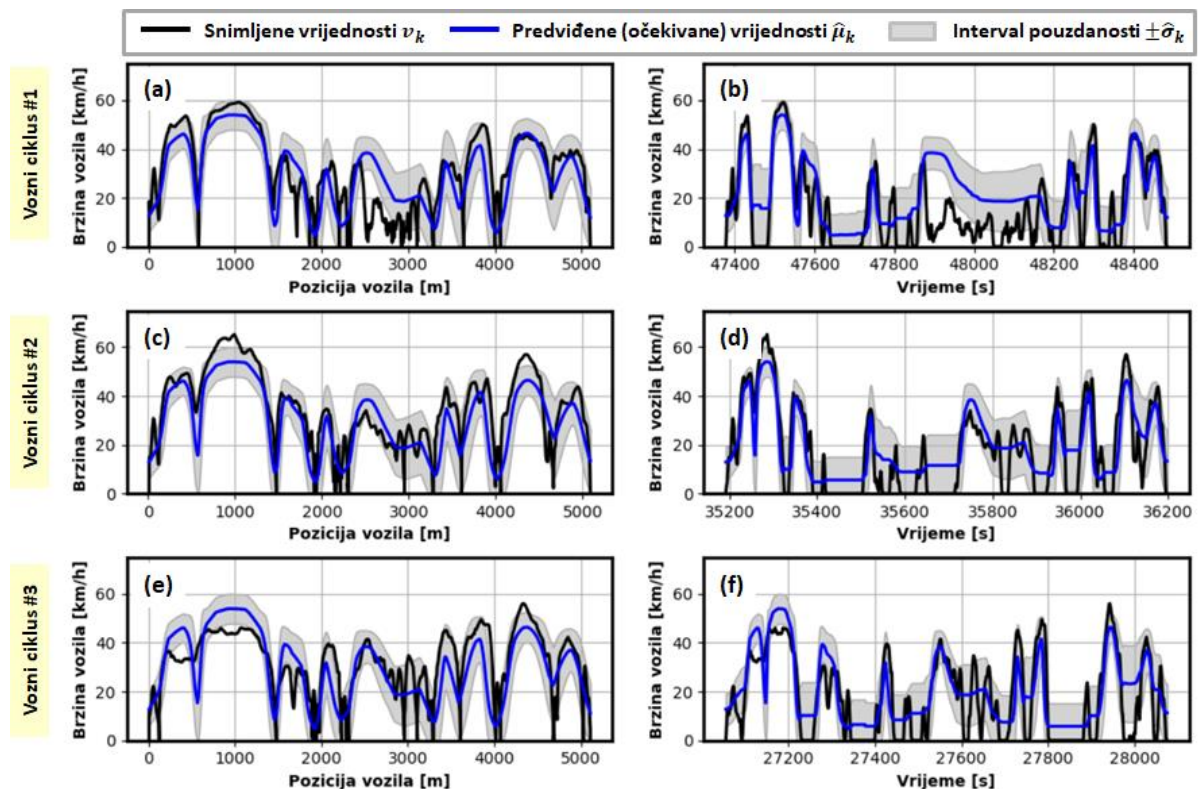 Snimljene vrijednosti v_k Predviđene (očekivane) vrijednosti μ̂_k Interval pouzdanosti ±σ̂_k
Vozni ciklus #1
(a)
Brzina vozila [km/h]
60
40
20
0
0 1000 2000 3000 4000 5000
Pozicija vozila [m]
(b)
Brzina vozila [km/h]
60
40
20
0
47400 47600 47800 48000 48200 48400
Vrijeme [s]
Vozni ciklus #2
(c)
Brzina vozila [km/h]
60
40
20
0
0 1000 2000 3000 4000 5000
Pozicija vozila [m]
(d)
Brzina vozila [km/h]
60
40
20
0
35200 35400 35600 35800 36000 36200
Vrijeme [s]
Vozni ciklus #3
(e)
Brzina vozila [km/h]
60
40
20
0
0 1000 2000 3000 4000 5000
Pozicija vozila [m]
(f)
Brzina vozila [km/h]
60
40
20
0
27200 27400 27600 27800 28000
Vrijeme [s]